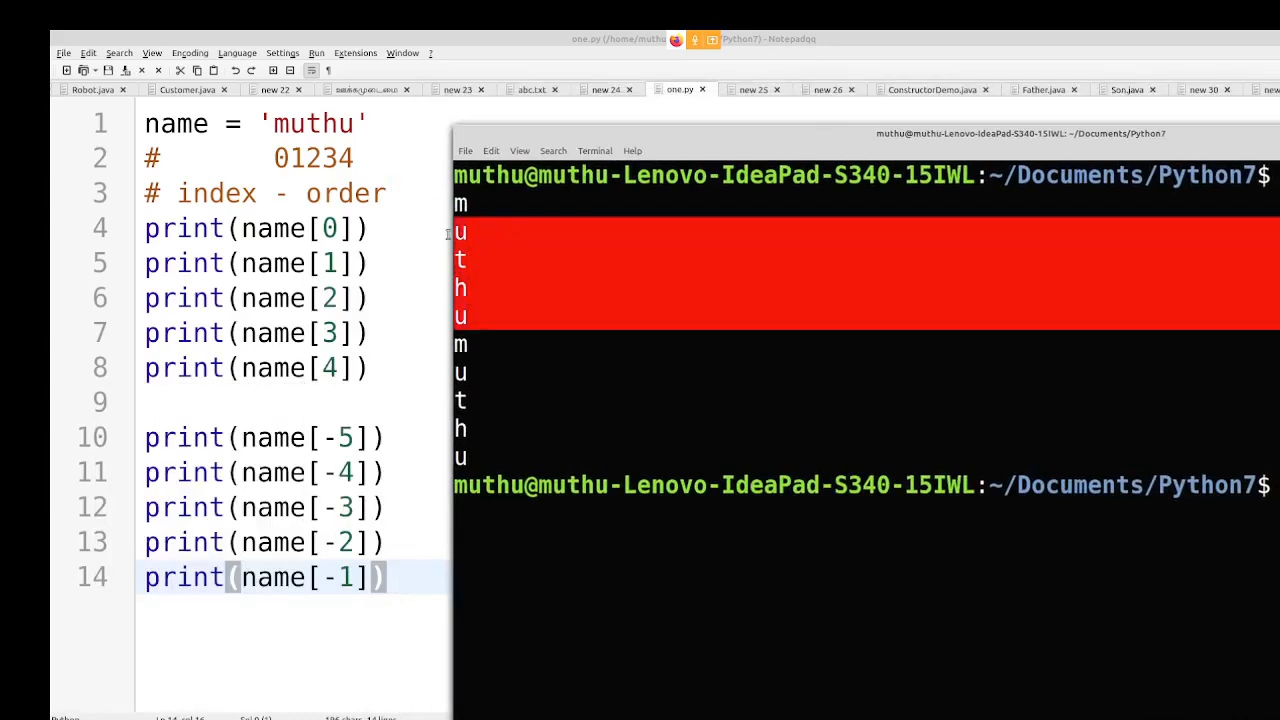 one.py (/home/muthu Python7) - Notepadqq
File Edit Search View Encoding Language Settings Run Extensions Window ?
Robot.java Customer.java new 22 ஊக்கமுடைமை new 23 abc.txt new 24 one.py new 25 new 26 ConstructorDemo.java Father.java Son.java new 30 new
1 name = 'muthu'
2 # 01234
3 # index - order
4 print(name[0])
5 print(name[1])
6 print(name[2])
7 print(name[3])
8 print(name[4])
9
10 print(name[-5])
11 print(name[-4])
12 print(name[-3])
13 print(name[-2])
14 print(name[-1])
muthu@muthu-Lenovo-IdeaPad-S340-15IWL: ~/Documents/Python7
File Edit View Search Terminal Help
muthu@muthu-Lenovo-IdeaPad-S340-15IWL:~/Documents/Python7$
m
u
t
h
u
m
u
t
h
u
muthu@muthu-Lenovo-IdeaPad-S340-15IWL:~/Documents/Python7$